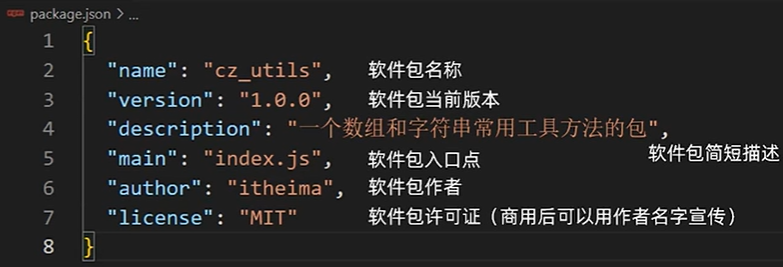 package.json > ...
1 {
2 "name": "cz_utils", 软件包名称
3 "version": "1.0.0", 软件包当前版本
4 "description": "一个数组和字符串常用工具方法的包",
软件包简短描述
5 "main": "index.js", 软件包入口点
6 "author": "itheima", 软件包作者
7 "license": "MIT" 软件包许可证（商用后可以用作者名字宣传）
8 }